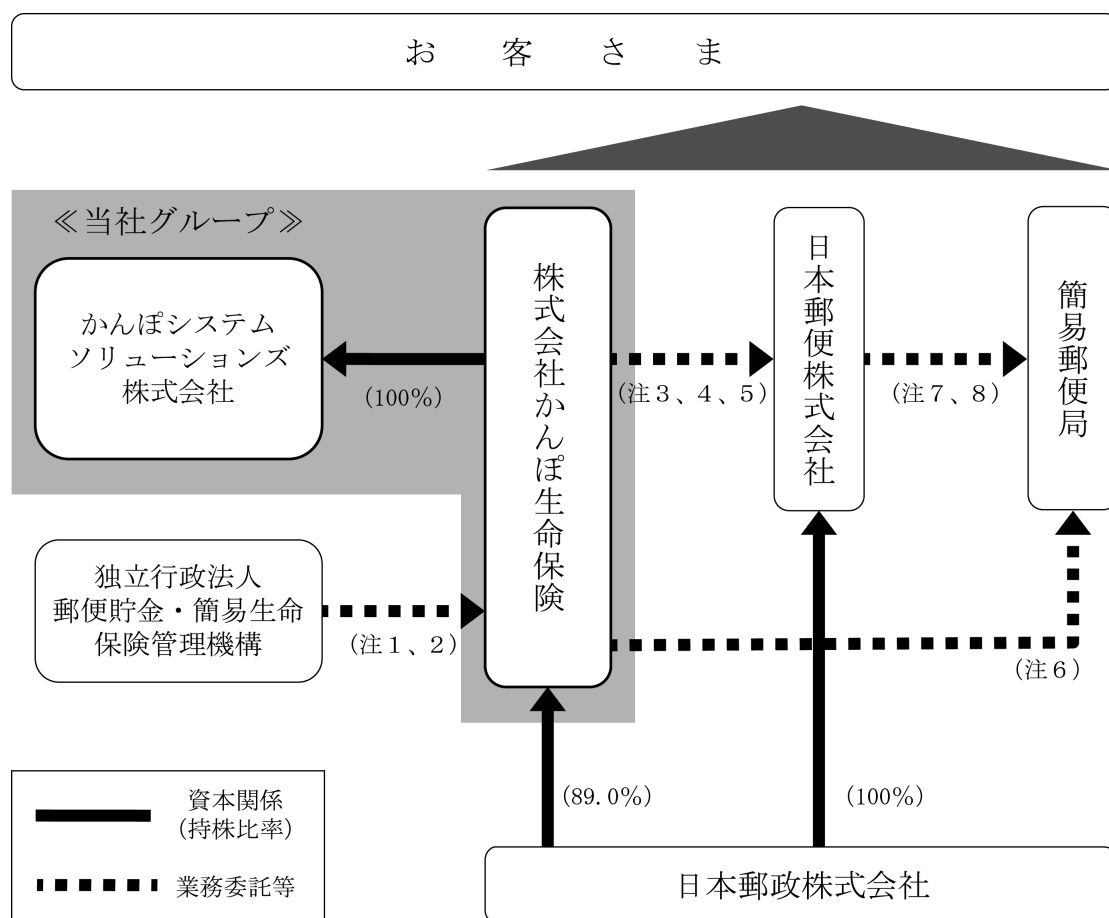 お客さま
≪当社グループ≫
かんぽシステム
ソリューションズ
株式会社
(100%)
株式会社かんぽ生命保険
(注３、４、５)
日本郵便株式会社
(注７、８)
簡易郵便局
独立行政法人
郵便貯金・簡易生命
保険管理機構
(注１、２)
(注６)
(89.0%)
(100%)
資本関係
(持株比率)
業務委託等
日本郵政株式会社